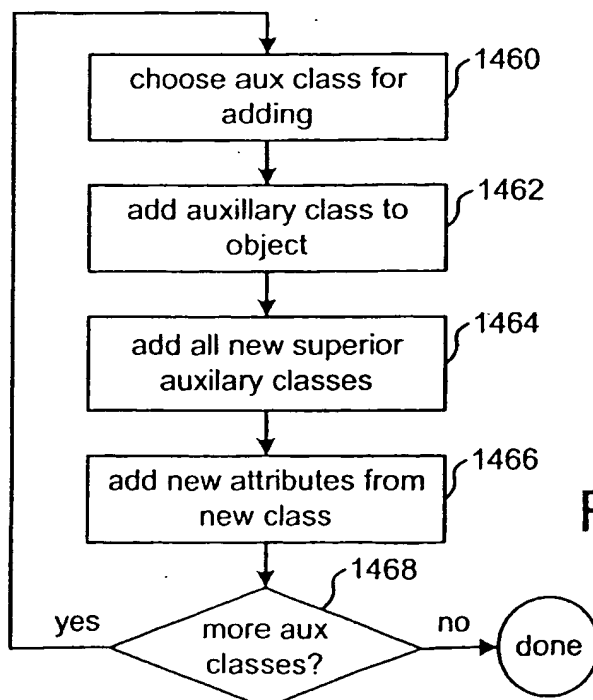 choose aux class for
adding
1460
add auxillary class to
object
1462
add all new superior
auxilary classes
1464
add new attributes from
new class
1466
F
1468
yes
more aux
classes?
no
done